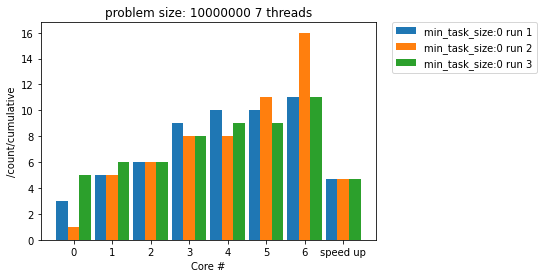 problem size: 10000000 7 threads
min_task_size:0 run 1
min_task_size:0 run 2
min_task_size:0 run 3
/count/cumulative
16
14
12
10
8
6
4
2
0
0 1 2 3 4 5 6 speed up
Core #